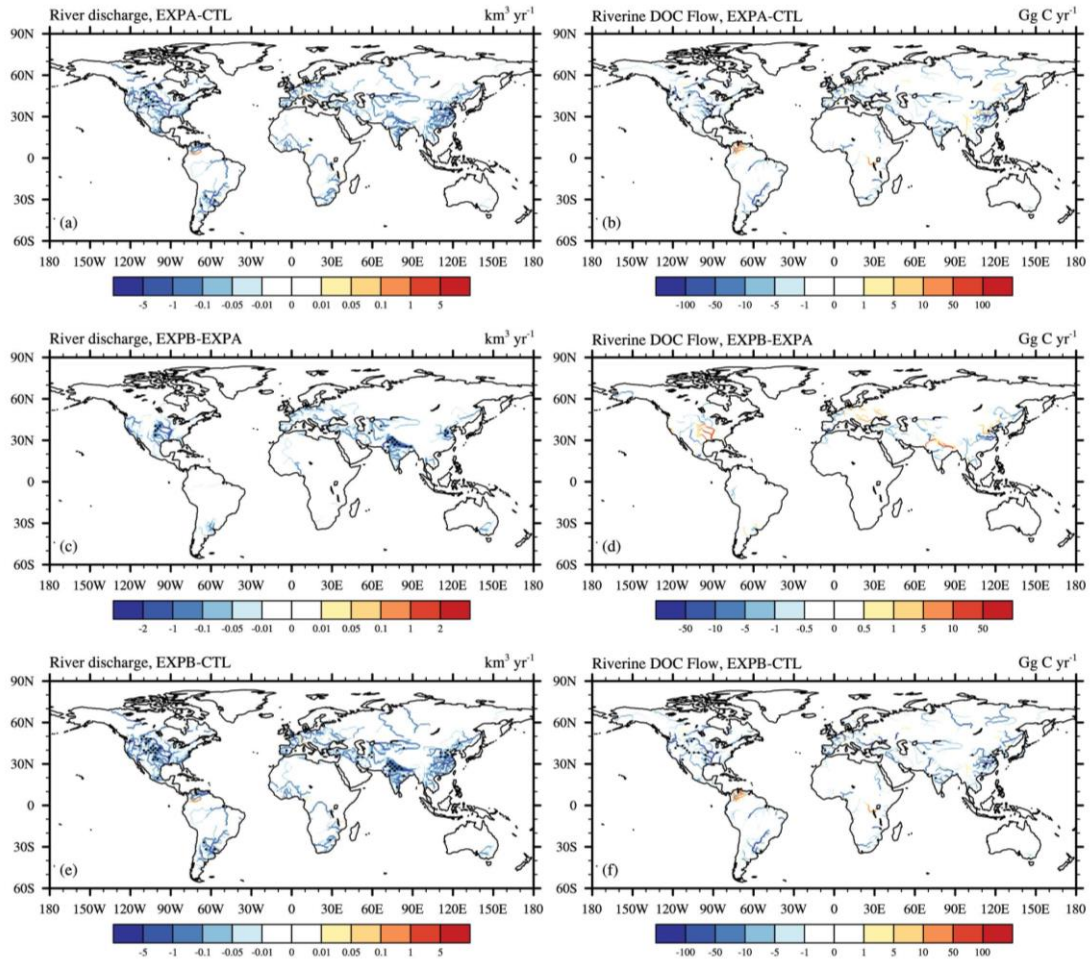 River discharge, EXPA-CTL km³ yr⁻¹
90N
60N
30N
0
30S
60S
(a)
180 150W 120W 90W 60W 30W 0 30E 60E 90E 120E 150E 180
-5 -1 -0.1 -0.05 -0.01 0 0.01 0.05 0.1 1 5
Riverine DOC Flow, EXPA-CTL Gg C yr⁻¹
90N
60N
30N
0
30S
60S
(b)
180 150W 120W 90W 60W 30W 0 30E 60E 90E 120E 150E 180
-100 -50 -10 -5 -1 0 1 5 10 50 100
River discharge, EXPB-EXPA km³ yr⁻¹
90N
60N
30N
0
30S
60S
(c)
180 150W 120W 90W 60W 30W 0 30E 60E 90E 120E 150E 180
-2 -1 -0.1 -0.05 -0.01 0 0.01 0.05 0.1 1 2
Riverine DOC Flow, EXPB-EXPA Gg C yr⁻¹
90N
60N
30N
0
30S
60S
(d)
180 150W 120W 90W 60W 30W 0 30E 60E 90E 120E 150E 180
-50 -10 -5 -1 -0.5 0 0.5 1 5 10 50
River discharge, EXPB-CTL km³ yr⁻¹
90N
60N
30N
0
30S
60S
(e)
180 150W 120W 90W 60W 30W 0 30E 60E 90E 120E 150E 180
-5 -1 -0.1 -0.05 -0.01 0 0.01 0.05 0.1 1 5
Riverine DOC Flow, EXPB-CTL Gg C yr⁻¹
90N
60N
30N
0
30S
60S
(f)
180 150W 120W 90W 60W 30W 0 30E 60E 90E 120E 150E 180
-100 -50 -10 -5 -1 0 1 5 10 50 100